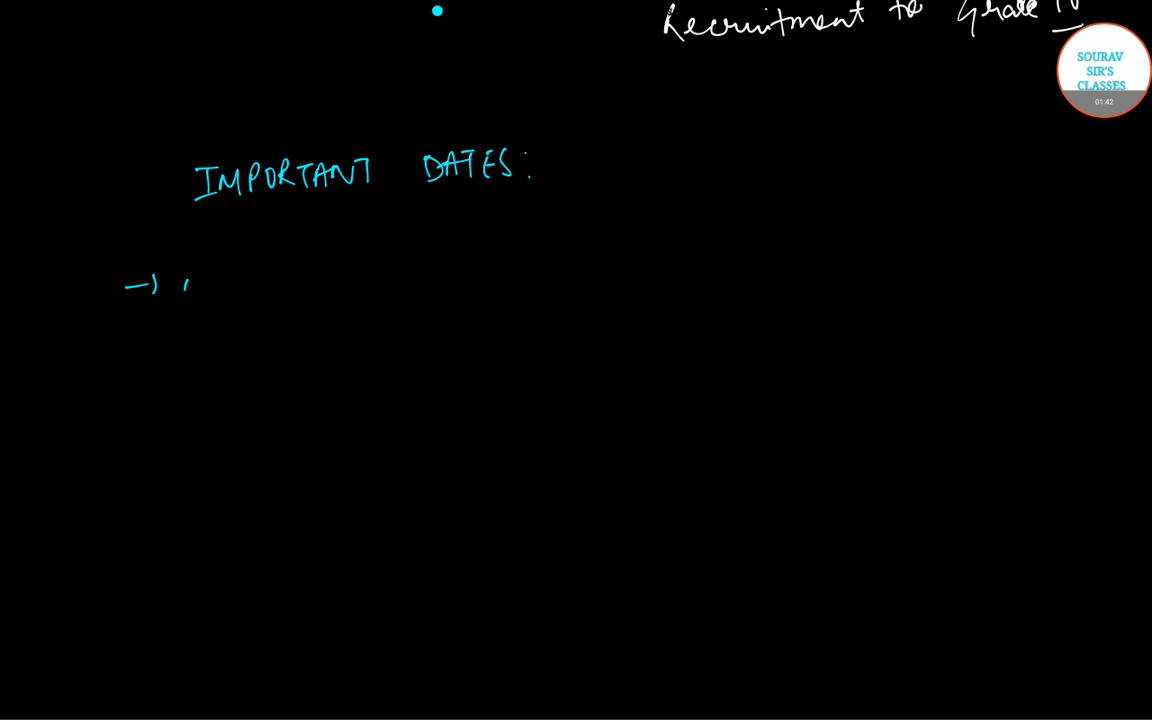 Recruitment to Grade IV
SOURAV
SIR'S
CLASSES
01:42
IMPORTANT DATES:
→